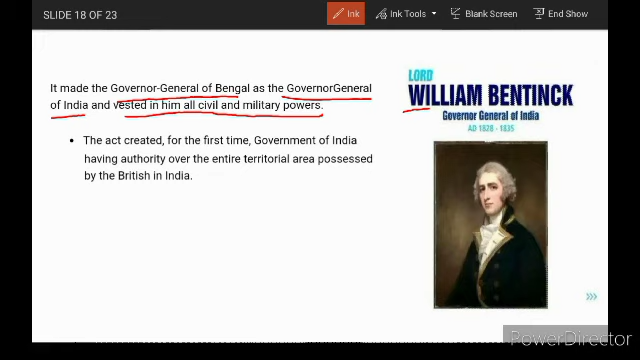 SLIDE 18 OF 23
Ink
Ink Tools
Blank Screen
End Show
It made the Governor-General of Bengal as the GovernorGeneral
of India and vested in him all civil and military powers.
• The act created, for the first time, Government of India
having authority over the entire territorial area possessed
by the British in India.
LORD
WILLIAM BENTINCK
Governor General of India
AD 1828 - 1835
PowerDirector